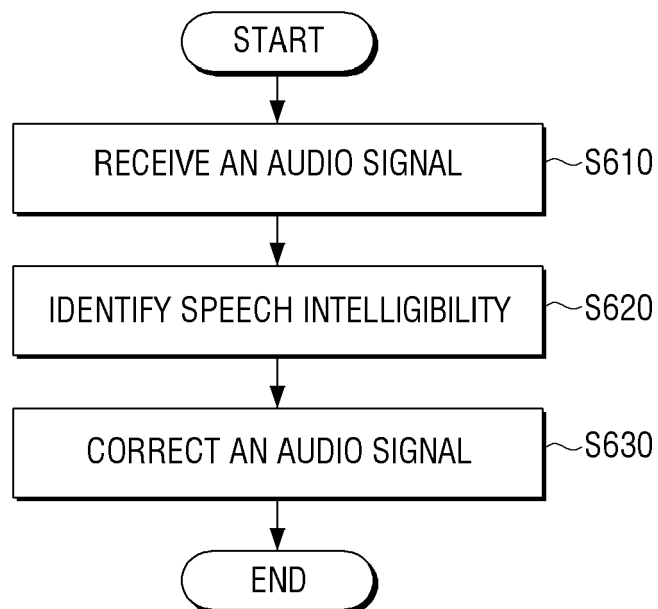 START
RECEIVE AN AUDIO SIGNAL
S610
IDENTIFY SPEECH INTELLIGIBILITY
S620
CORRECT AN AUDIO SIGNAL
S630
END